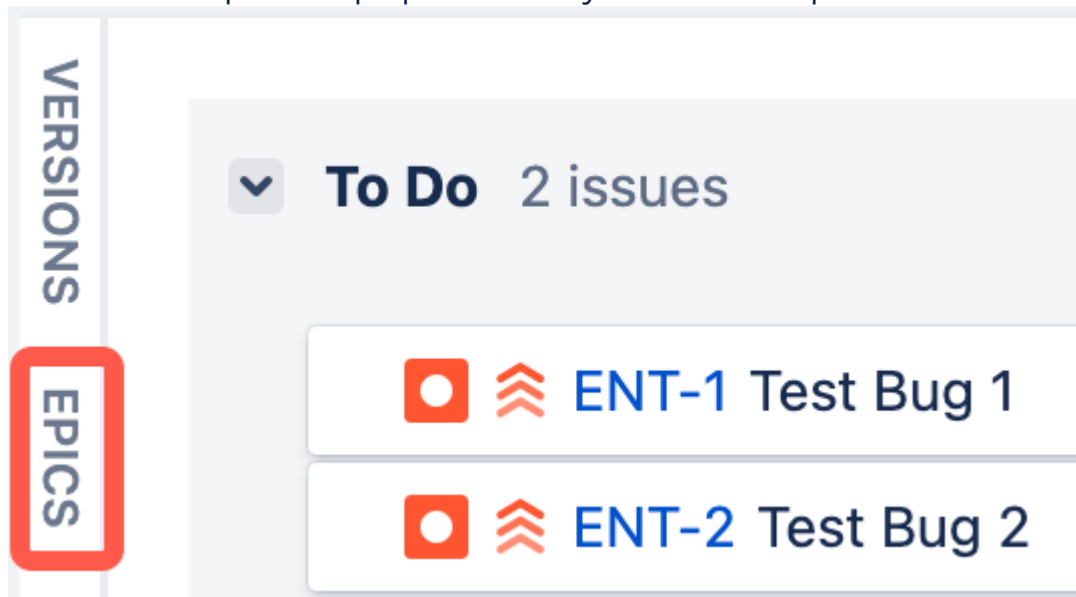 VERSIONS
EPICS
To Do 2 issues
ENT-1 Test Bug 1
ENT-2 Test Bug 2